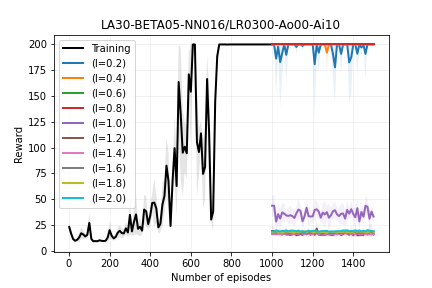 LA30-BETA05-NN016/LR0300-Ao00-Ai10
Reward
200
175
150
125
100
75
50
25
0
Training
(l=0.2)
(l=0.4)
(l=0.6)
(l=0.8)
(l=1.0)
(l=1.2)
(l=1.4)
(l=1.6)
(l=1.8)
(l=2.0)
0 200 400 600 800 1000 1200 1400
Number of episodes